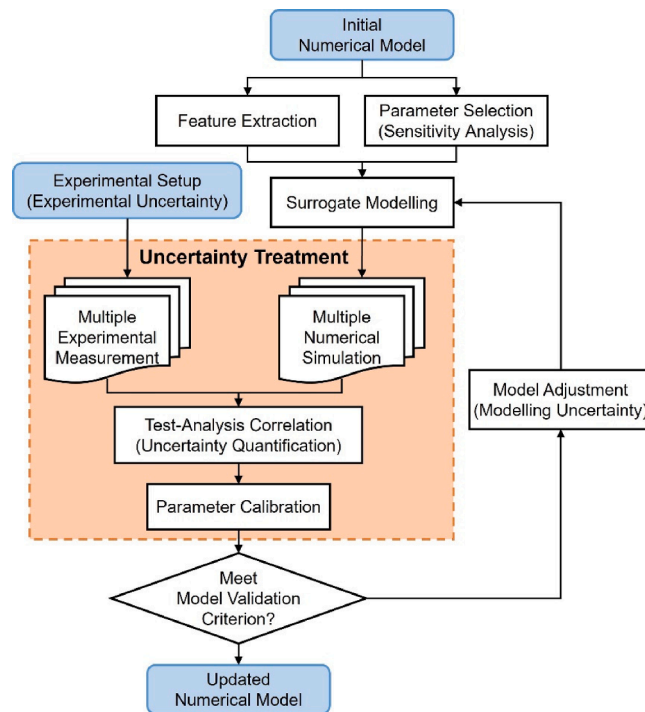 Initial
Numerical Model
Feature Extraction
Parameter Selection
(Sensitivity Analysis)
Experimental Setup
(Experimental Uncertainty)
Surrogate Modelling
Uncertainty Treatment
Multiple
Experimental
Measurement
Multiple
Numerical
Simulation
Model Adjustment
(Modelling Uncertainty)
Test-Analysis Correlation
(Uncertainty Quantification)
Parameter Calibration
Meet
Model Validation
Criterion?
Updated
Numerical Model